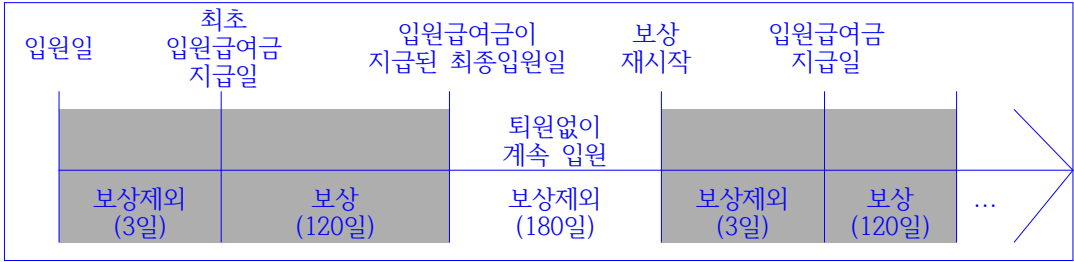 입원일
최초
입원급여금
지급일
입원급여금이
지급된 최종입원일
보상
재시작
입원급여금
지급일
퇴원없이
계속 입원
보상제외
(3일)
보상
(120일)
보상제외
(180일)
보상제외
(3일)
보상
(120일)
…